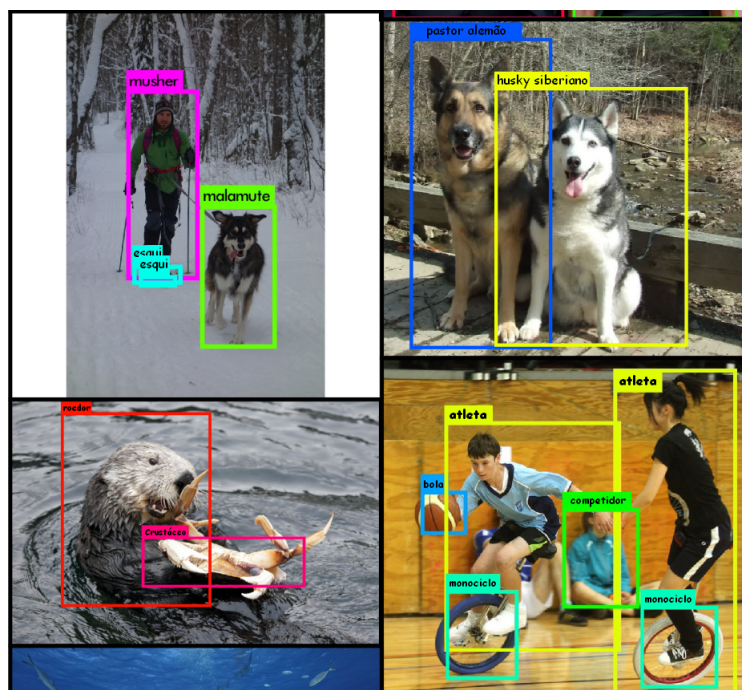 musher
malamute
esqui
esqui
pastor alemão
husky siberiano
roedor
Crustáceo
atleta
atleta
bola
competidor
monociclo
monociclo